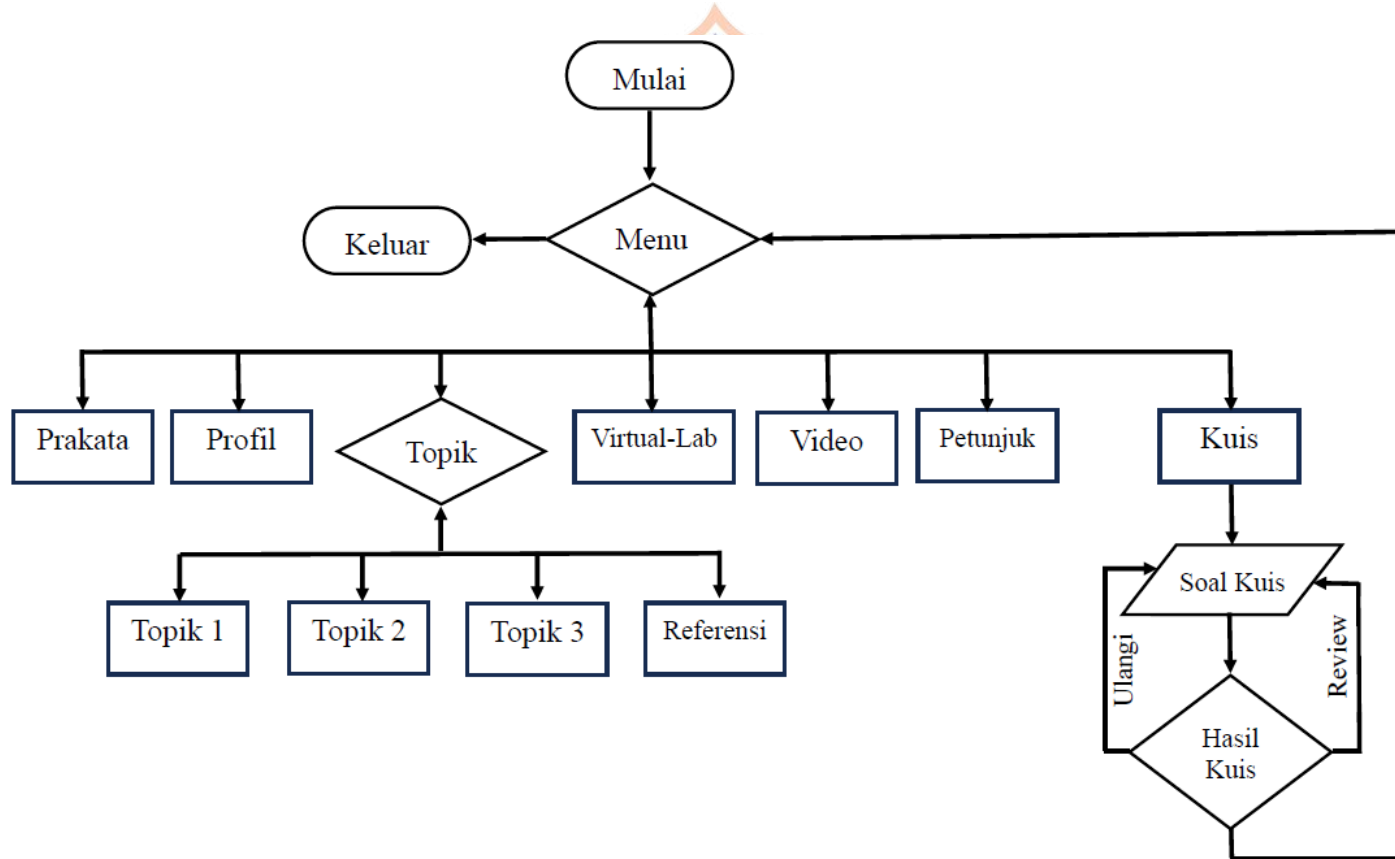 Mulai
Keluar
Menu
Prakata
Profil
Topik
Virtual-Lab
Video
Petunjuk
Kuis
Topik 1
Topik 2
Topik 3
Referensi
Soal Kuis
Ulangi
Review
Hasil
Kuis